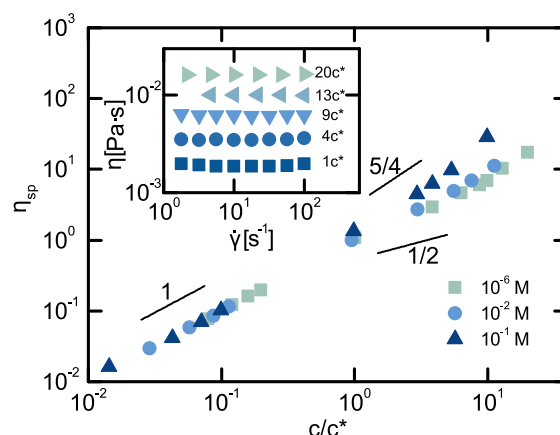 10³
10²
10¹
10⁰
10⁻¹
10⁻²
ηsp
10⁻²
10⁻¹
10⁰
10¹
c/c*
η[Pa·s]
10⁻²
10⁻³
10⁰
10¹
10²
γ̇ [s⁻¹]
20c*
13c*
9c*
4c*
1c*
5/4
1/2
1
10⁻⁶ M
10⁻² M
10⁻¹ M